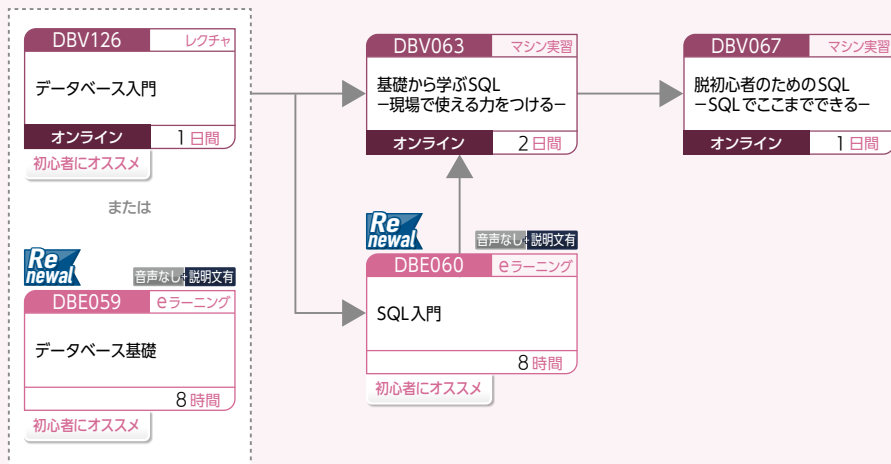 DBV126 レクチャ
データベース入門
オンライン 1日間
初心者にオススメ
または
Renewal
音声なし+説明文有
DBE059 eラーニング
データベース基礎
8時間
初心者にオススメ
DBV063 マシン実習
基礎から学ぶSQL
−現場で使える力をつける−
オンライン 2日間
Renewal
音声なし+説明文有
DBE060 eラーニング
SQL入門
8時間
初心者にオススメ
DBV067 マシン実習
脱初心者のためのSQL
−SQLでここまでできる−
オンライン 1日間